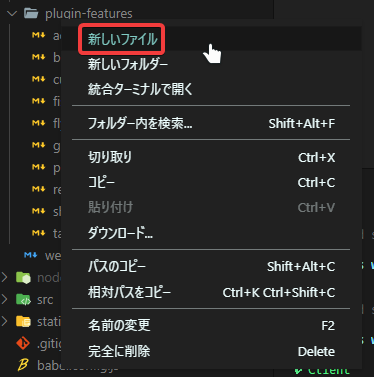 plugin-features
新しいファイル
新しいフォルダー
統合ターミナルで開く
フォルダー内を検索... Shift+Alt+F
切り取り Ctrl+X
コピー Ctrl+C
貼り付け Ctrl+V
ダウンロード...
パスのコピー Shift+Alt+C
相対パスをコピー Ctrl+K Ctrl+Shift+C
src
名前の変更 F2
完全に削除 Delete
Client